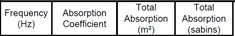 Frequency
(Hz)
Absorption
Coefficient
Total
Absorption
(m²)
Total
Absorption
(sabins)